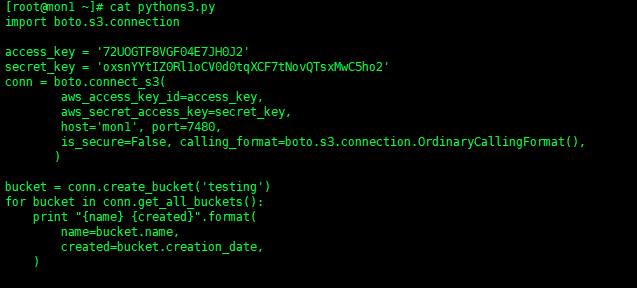 [root@mon1 ~]# cat pythons3.py
import boto.s3.connection

access_key = '72UOGTF8VGF04E7JH0J2'
secret_key = 'oxsnYYtIZ0Rl1oCV0d0tqXCF7tNovQTsxMwC5ho2'
conn = boto.connect_s3(
        aws_access_key_id=access_key,
        aws_secret_access_key=secret_key,
        host='mon1', port=7480,
        is_secure=False, calling_format=boto.s3.connection.OrdinaryCallingFormat(),
       )

bucket = conn.create_bucket('testing')
for bucket in conn.get_all_buckets():
    print "{name} {created}".format(
        name=bucket.name,
        created=bucket.creation_date,
    )